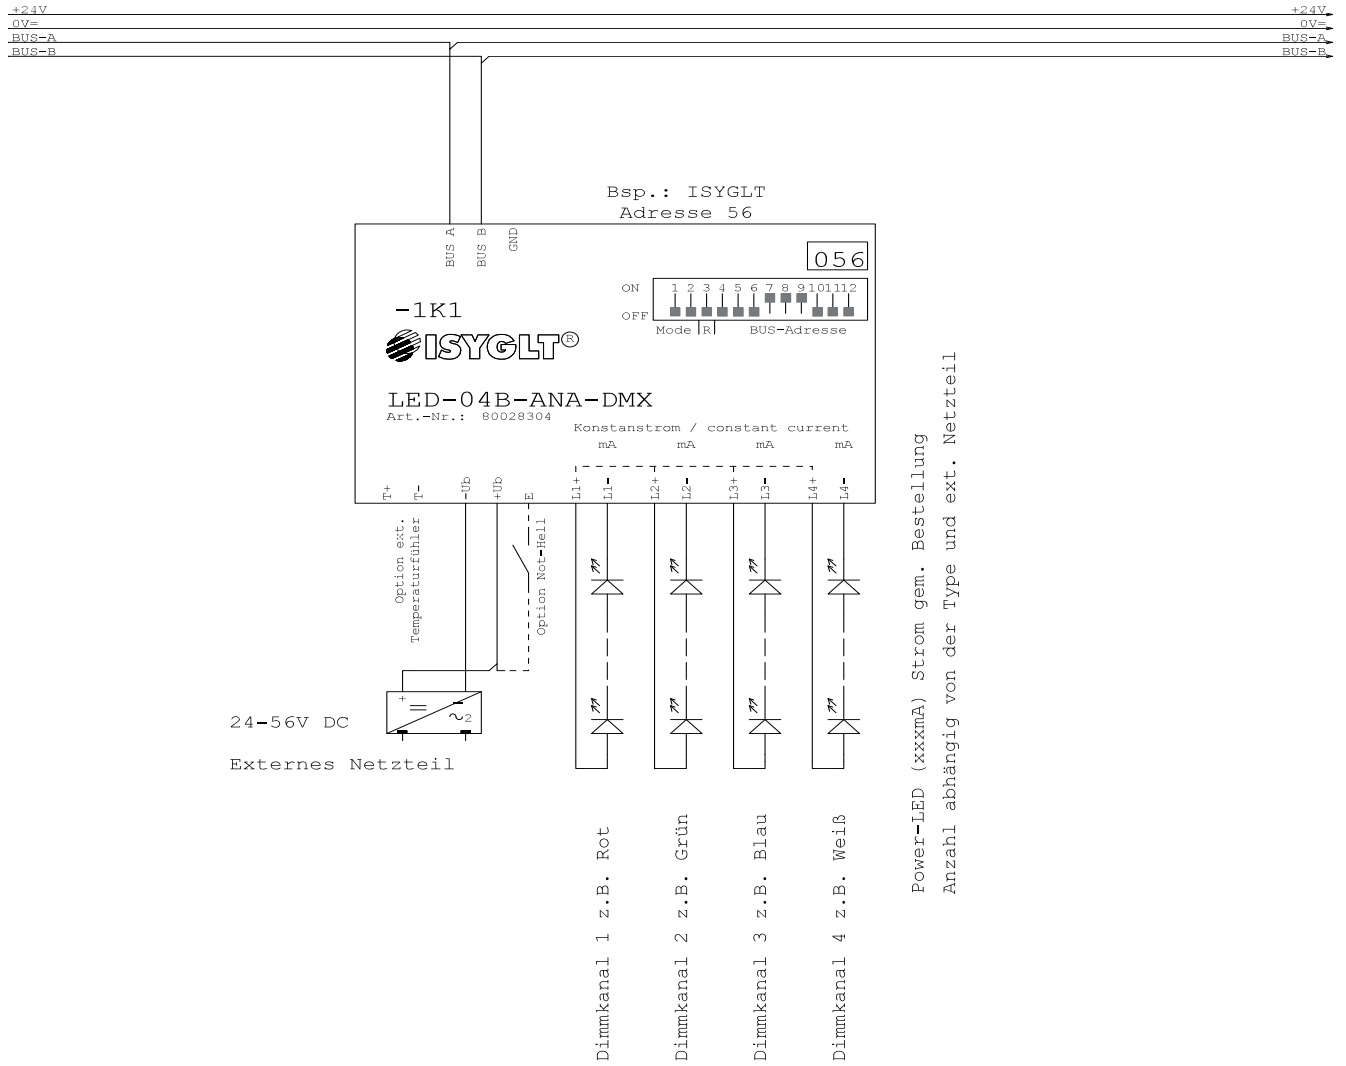 +24V +24V
0V= 0V=
BUS-A BUS-A
BUS-B BUS-B
Bsp.: ISYGLT
Adresse 56
BUS A
BUS B
GND
056
ON 1 2 3 4 5 6 7 8 9 10 11 12
OFF
Mode R BUS-Adresse
-1K1
ISYGLT®
LED-04B-ANA-DMX
Art.-Nr.: 80028304
Konstanstrom / constant current
mA mA mA mA
T+
T-
-Ub
+Ub
E
L1+
L1-
L2+
L2-
L3+
L3-
L4+
L4-
Option ext.
Temperaturfühler
Option Not-Hell
+ = -
~2
24-56V DC
Externes Netzteil
Dimmkanal 1 z.B. Rot
Dimmkanal 2 z.B. Grün
Dimmkanal 3 z.B. Blau
Dimmkanal 4 z.B. Weiß
Power-LED (xxxmA) Strom gem. Bestellung
Anzahl abhängig von der Type und ext. Netzteil